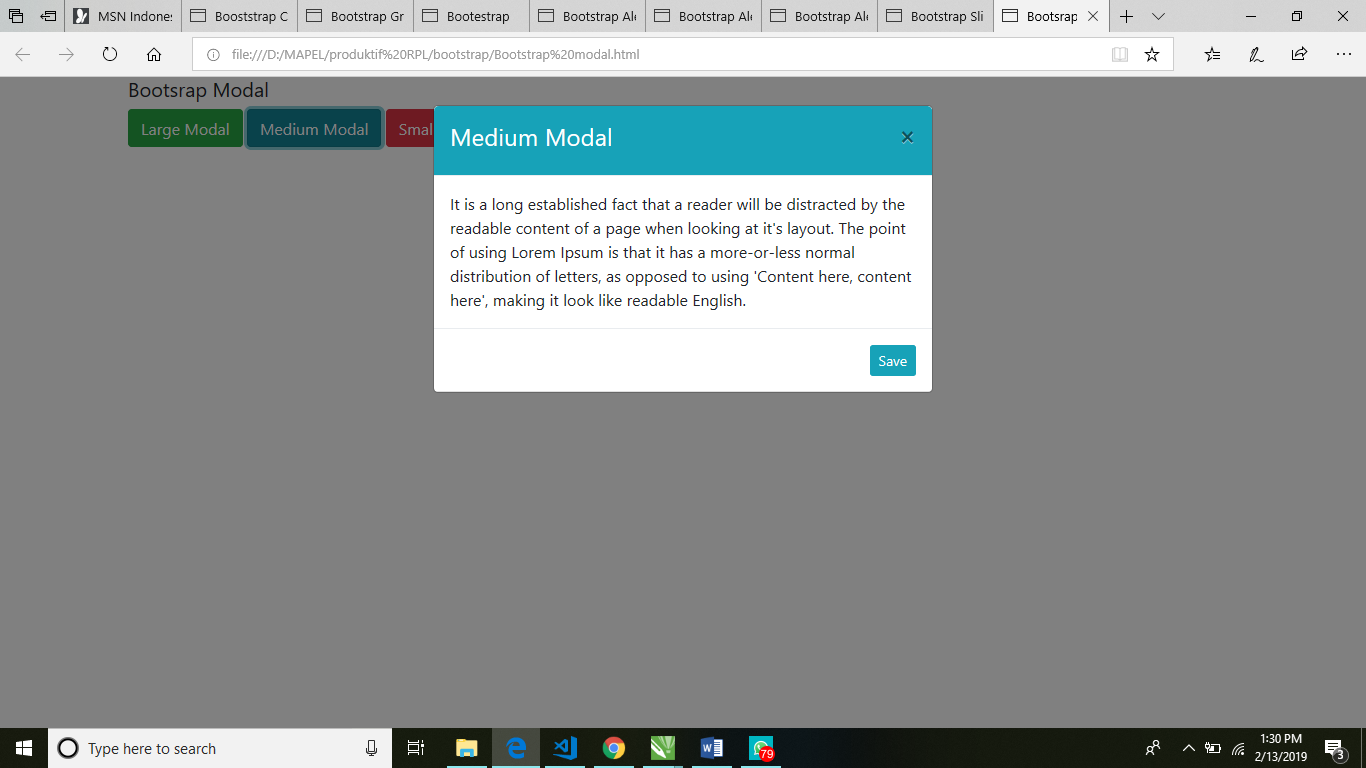 MSN Indones
Booststrap C
Bootstrap Gr
Bootestrap
Bootstrap Ale
Bootstrap Ale
Bootstrap Ale
Bootstrap Sli
Bootsrap
file:///D:/MAPEL/produktif%20RPL/bootstrap/Bootstrap%20modal.html
Bootsrap Modal
Large Modal
Medium Modal
Smal
Medium Modal
×
It is a long established fact that a reader will be distracted by the
readable content of a page when looking at it's layout. The point
of using Lorem Ipsum is that it has a more-or-less normal
distribution of letters, as opposed to using 'Content here, content
here', making it look like readable English.
Save
Type here to search
79
1:30 PM
2/13/2019
3